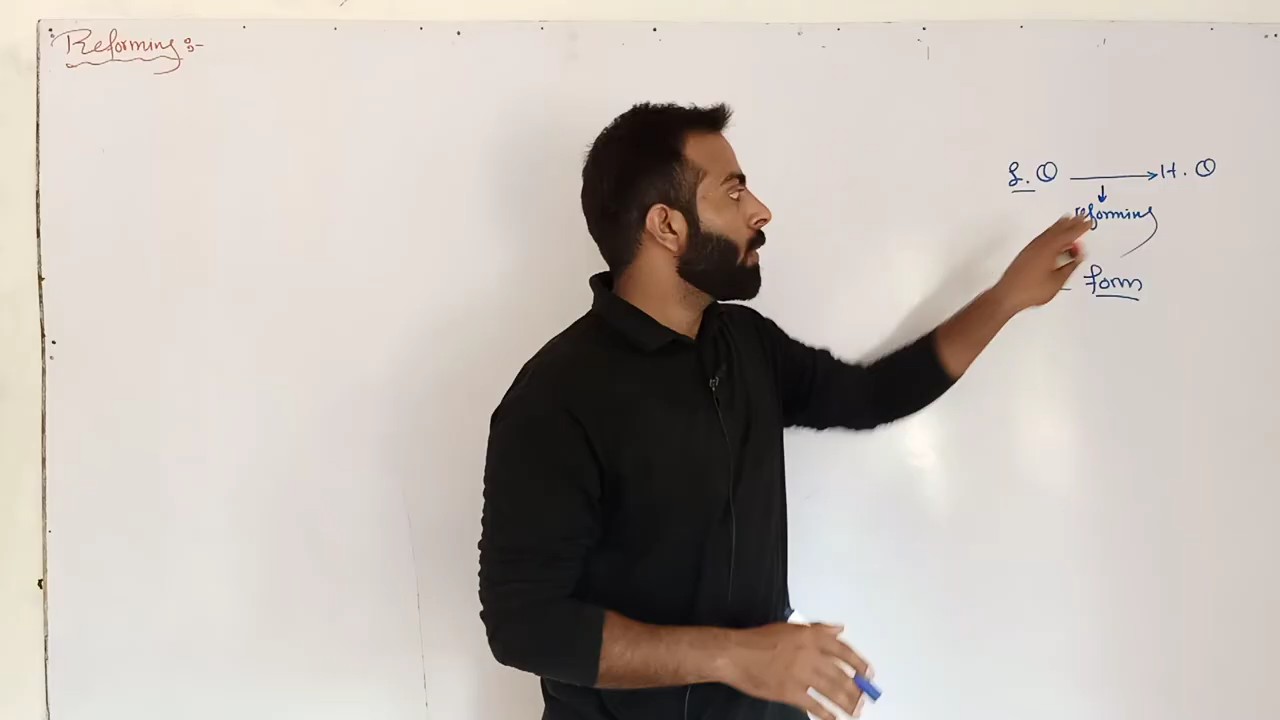 Reforming :-
L.O → H.O
↓
reforming
form